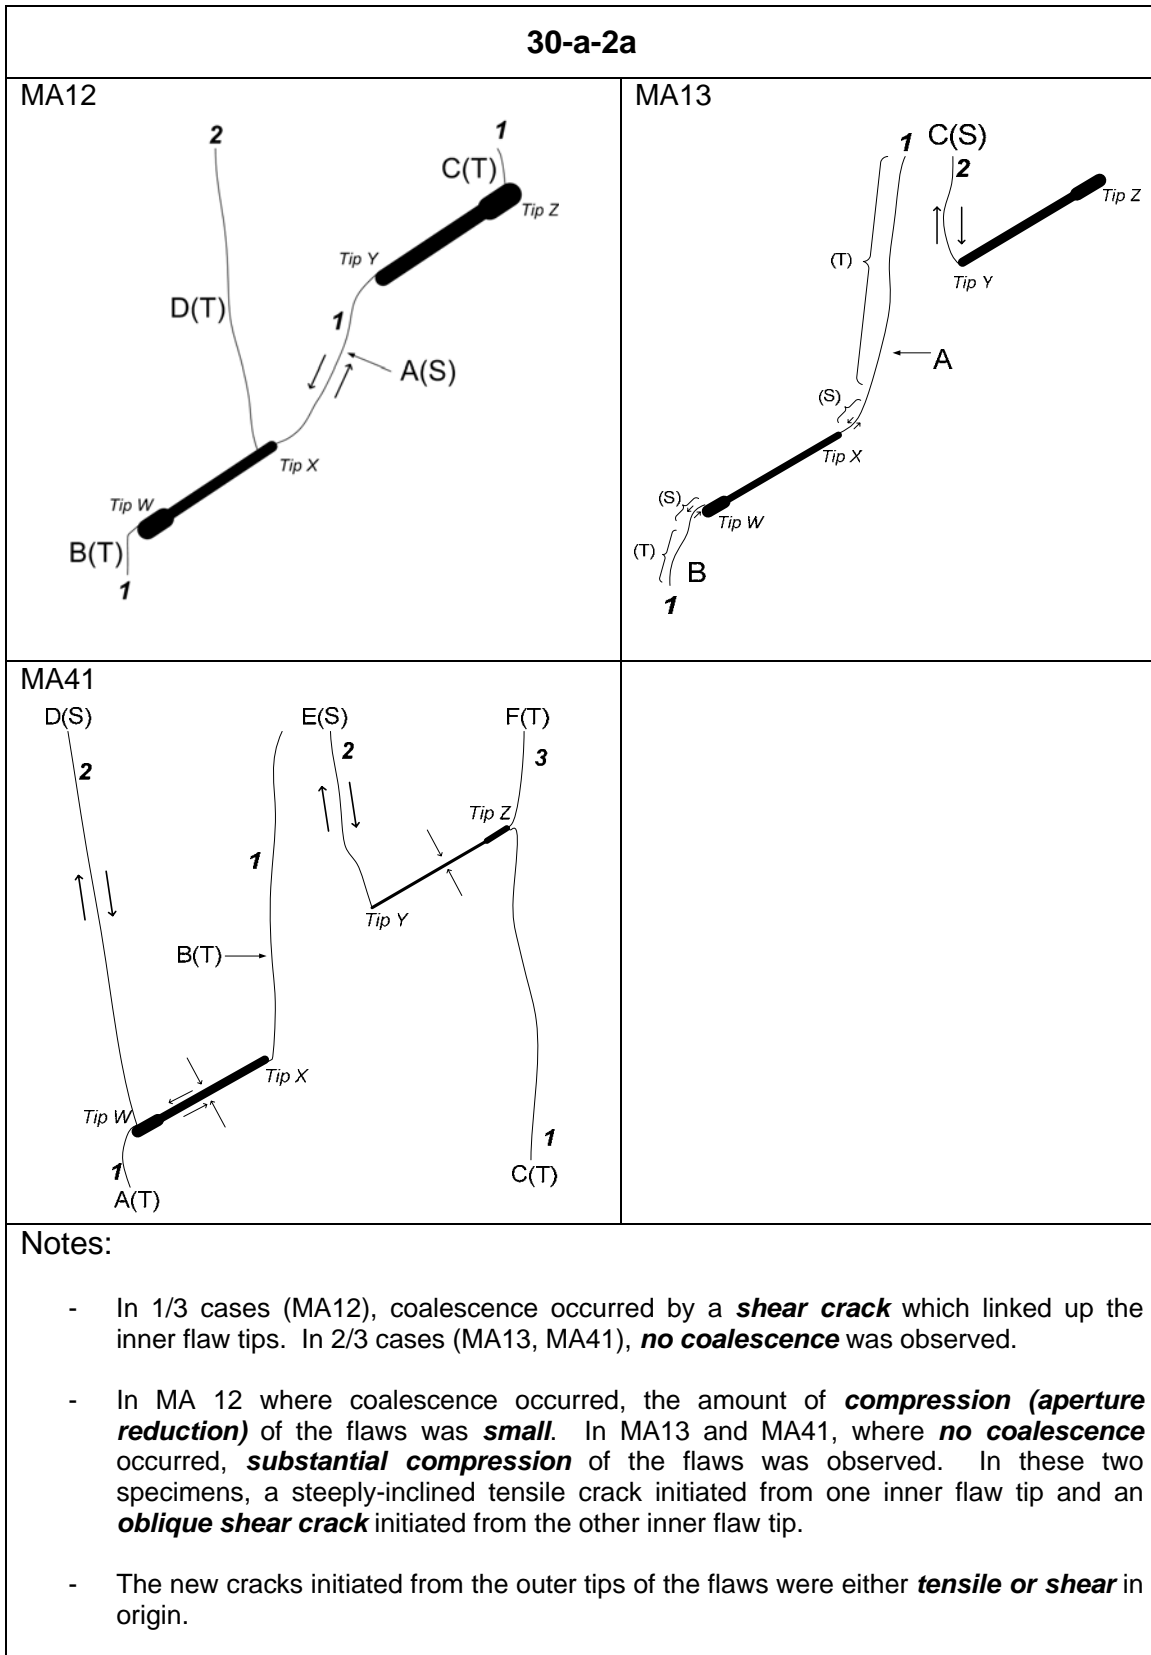 30-a-2a
MA12
2
1
C(T)
Tip Z
Tip Y
D(T)
1
A(S)
Tip X
Tip W
B(T)
1
MA13
1
C(S)
2
Tip Z
(T)
Tip Y
A
(S)
Tip X
(S)
Tip W
(T)
B
1
MA41
D(S)
E(S)
F(T)
2
2
3
Tip Z
1
Tip Y
B(T)
Tip X
Tip W
1
1
A(T)
C(T)
Notes:
- In 1/3 cases (MA12), coalescence occurred by a shear crack which linked up the
inner flaw tips. In 2/3 cases (MA13, MA41), no coalescence was observed.
- In MA 12 where coalescence occurred, the amount of compression (aperture
reduction) of the flaws was small. In MA13 and MA41, where no coalescence
occurred, substantial compression of the flaws was observed. In these two
specimens, a steeply-inclined tensile crack initiated from one inner flaw tip and an
oblique shear crack initiated from the other inner flaw tip.
- The new cracks initiated from the outer tips of the flaws were either tensile or shear in
origin.